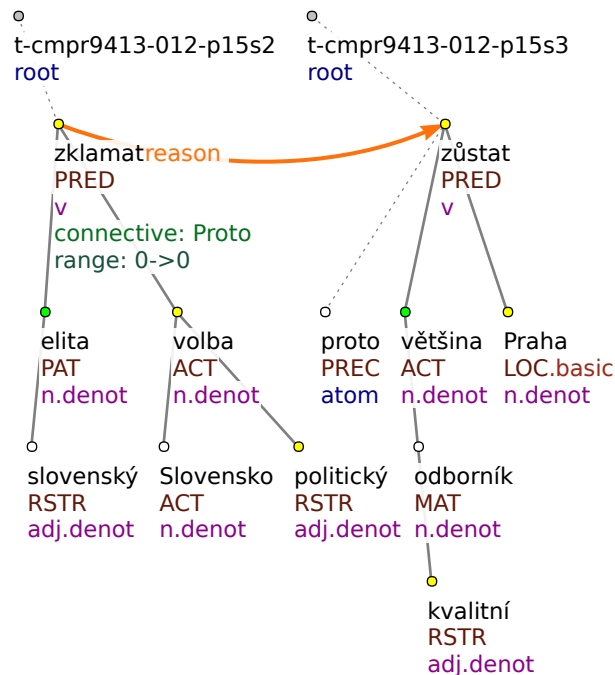 t-cmpr9413-012-p15s2
root
t-cmpr9413-012-p15s3
root
zklamat reason
PRED
v
connective: Proto
range: 0->0
zůstat
PRED
v
elita
PAT
n.denot
volba
ACT
n.denot
proto
PREC
atom
většina
ACT
n.denot
Praha
LOC.basic
n.denot
slovenský
RSTR
adj.denot
Slovensko
ACT
n.denot
politický
RSTR
adj.denot
odborník
MAT
n.denot
kvalitní
RSTR
adj.denot